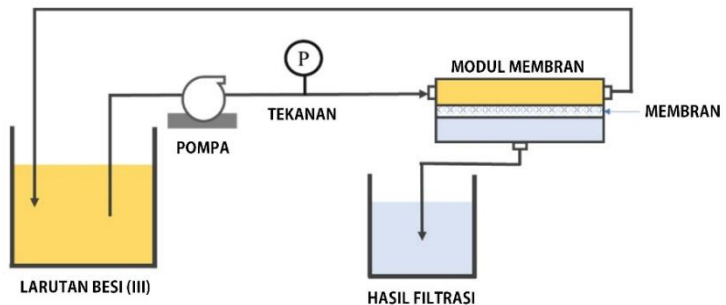 P
MODUL MEMBRAN
TEKANAN
MEMBRAN
POMPA
LARUTAN BESI (III)
HASIL FILTRASI